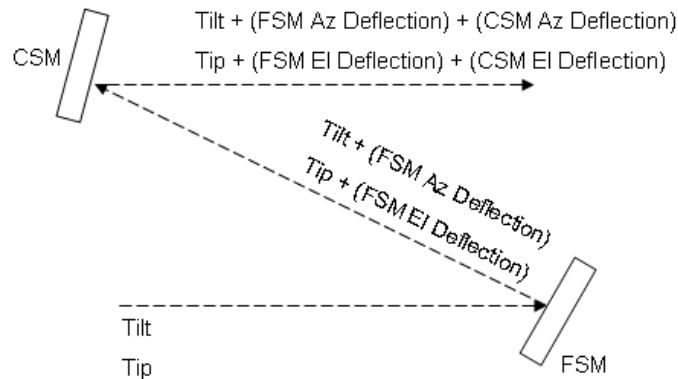 Tilt + (FSM Az Deflection) + (CSM Az Deflection)
CSM
Tip + (FSM El Deflection) + (CSM El Deflection)
Tilt + (FSM Az Deflection)
Tip + (FSM El Deflection)
Tilt
Tip
FSM